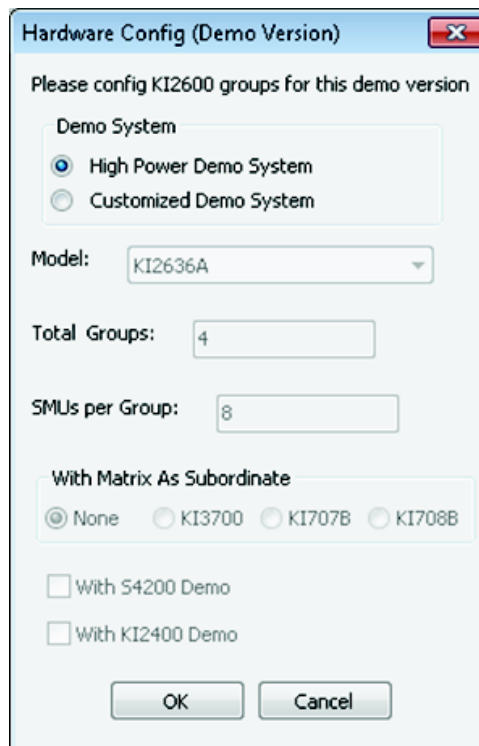 Hardware Config (Demo Version)
Please config KI2600 groups for this demo version
Demo System
High Power Demo System
Customized Demo System
Model: KI2636A
Total Groups: 4
SMUs per Group: 8
With Matrix As Subordinate
None KI3700 KI707B KI708B
With S4200 Demo
With KI2400 Demo
OK Cancel